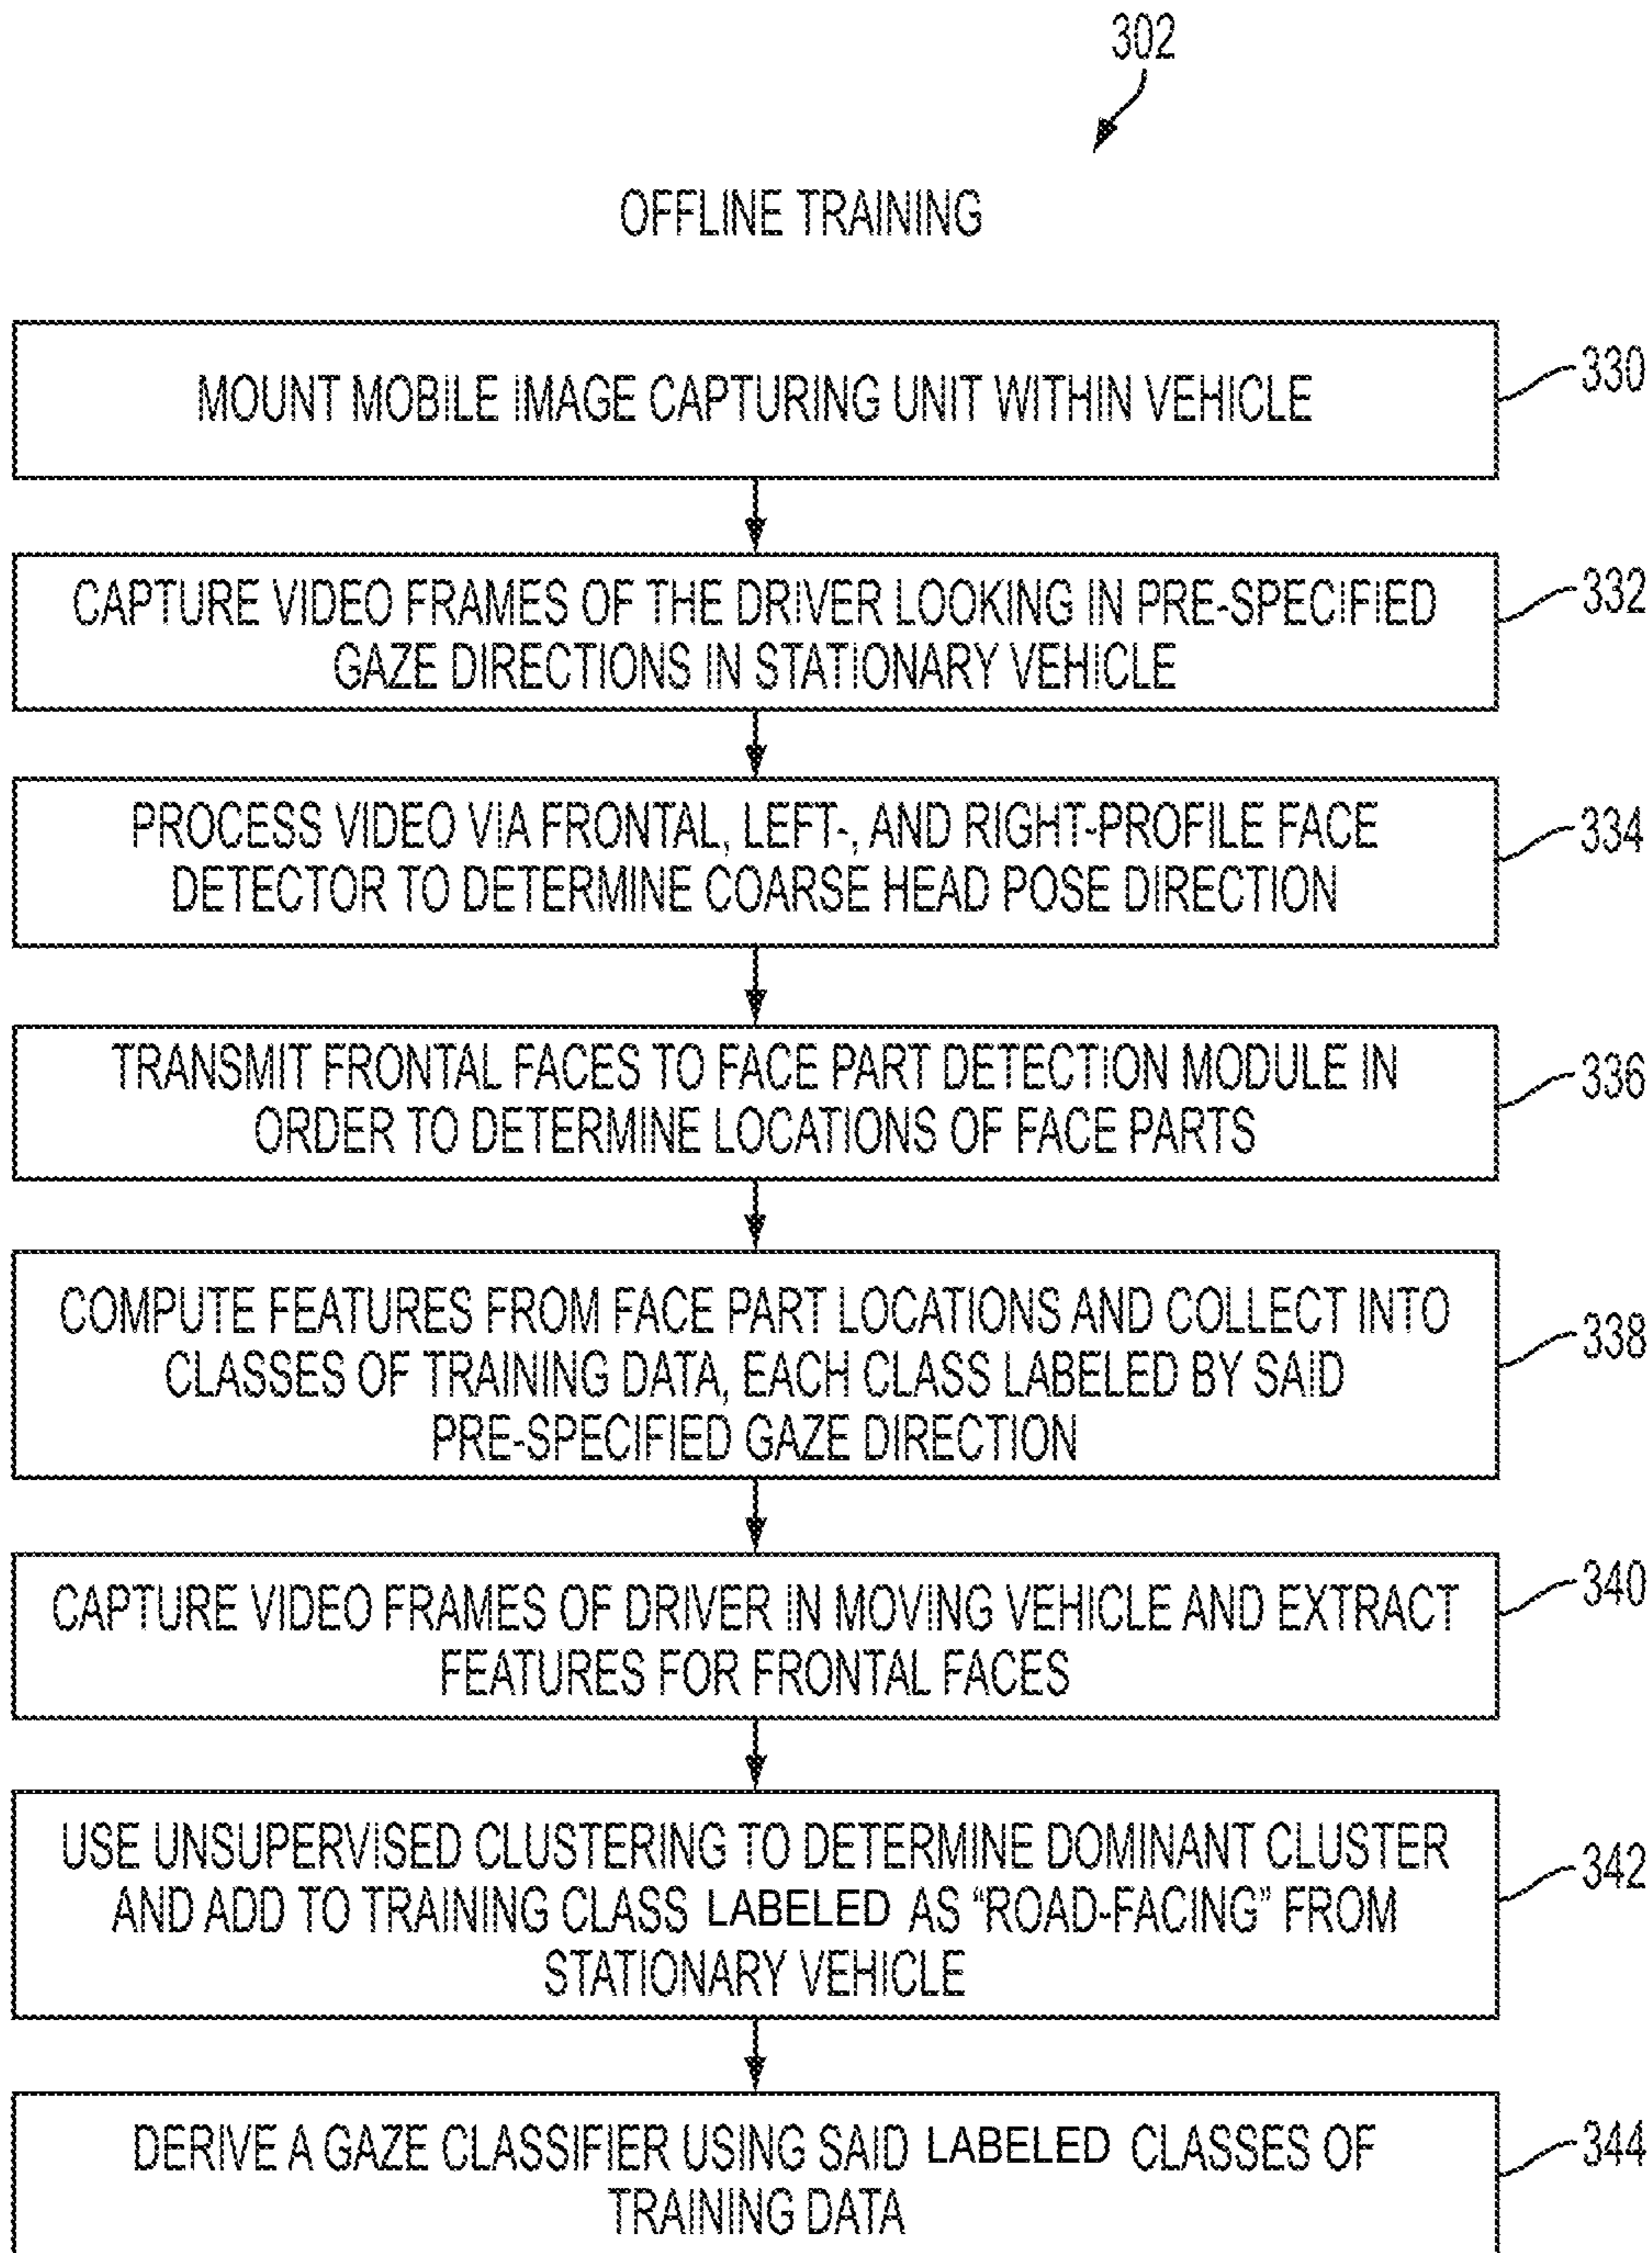 302
OFFLINE TRAINING
MOUNT MOBILE IMAGE CAPTURING UNIT WITHIN VEHICLE
330
CAPTURE VIDEO FRAMES OF THE DRIVER LOOKING IN PRE-SPECIFIED
GAZE DIRECTIONS IN STATIONARY VEHICLE
332
PROCESS VIDEO VIA FRONTAL, LEFT-, AND RIGHT-PROFILE FACE
DETECTOR TO DETERMINE COARSE HEAD POSE DIRECTION
334
TRANSMIT FRONTAL FACES TO FACE PART DETECTION MODULE IN
ORDER TO DETERMINE LOCATIONS OF FACE PARTS
336
COMPUTE FEATURES FROM FACE PART LOCATIONS AND COLLECT INTO
CLASSES OF TRAINING DATA, EACH CLASS LABELED BY SAID
PRE-SPECIFIED GAZE DIRECTION
338
CAPTURE VIDEO FRAMES OF DRIVER IN MOVING VEHICLE AND EXTRACT
FEATURES FOR FRONTAL FACES
340
USE UNSUPERVISED CLUSTERING TO DETERMINE DOMINANT CLUSTER
AND ADD TO TRAINING CLASS LABELED AS “ROAD-FACING” FROM
STATIONARY VEHICLE
342
DERIVE A GAZE CLASSIFIER USING SAID LABELED CLASSES OF
TRAINING DATA
344